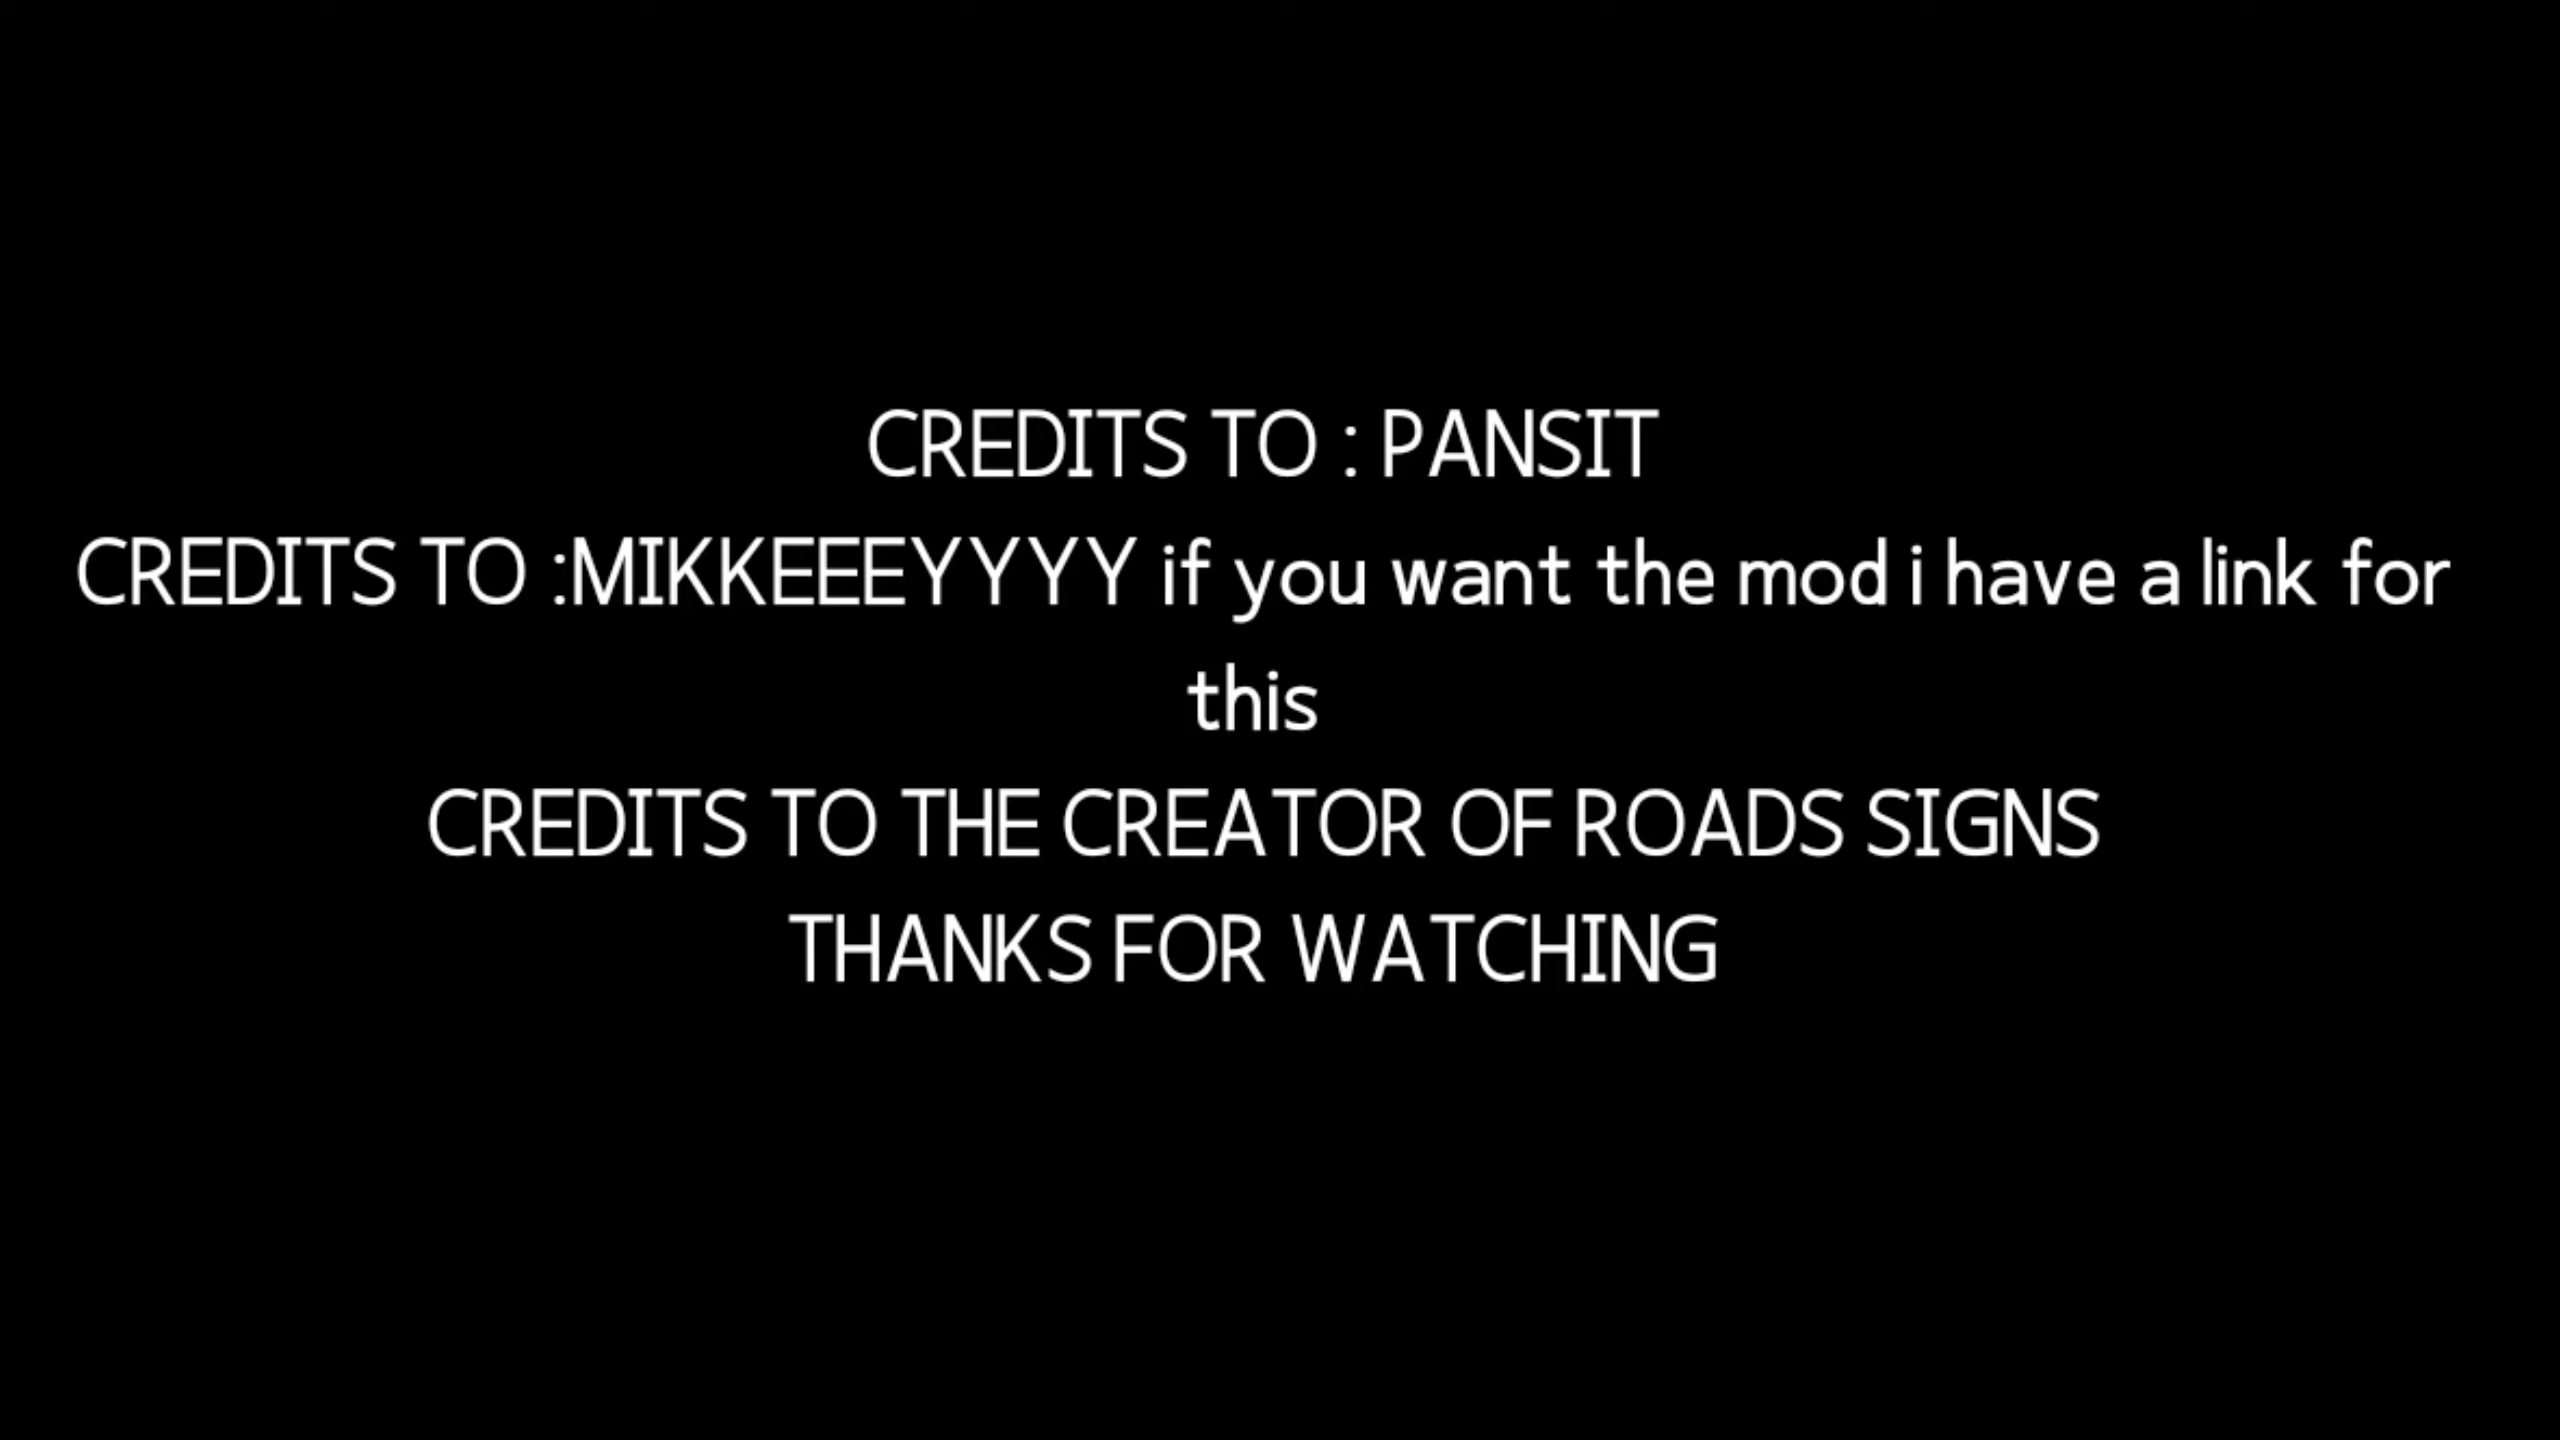 CREDITS TO : PANSIT
CREDITS TO :MIKKEEEYYYY if you want the mod i have a link for
this
CREDITS TO THE CREATOR OF ROADS SIGNS
THANKS FOR WATCHING